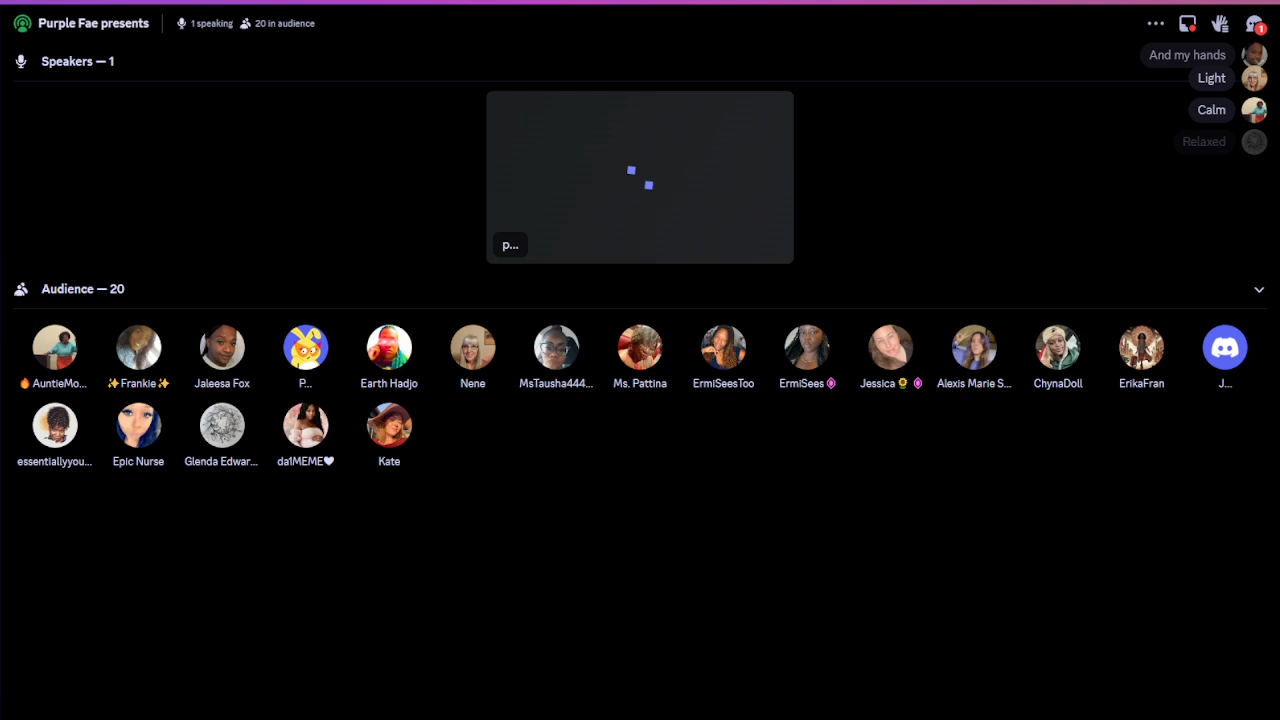 Purple Fae presents
1 speaking
20 in audience
1
And my hands
Speakers — 1
Light
Calm
Relaxed
p...
Audience — 20
🔥 AuntieMo...
✨Frankie✨
Jaleesa Fox
P...
Earth Hadjo
Nene
MsTausha444...
Ms. Pattina
ErmiSeesToo
ErmiSees
Jessica 🌻
Alexis Marie S...
ChynaDoll
ErikaFran
J...
essentiallyyou...
Epic Nurse
Glenda Edwar...
da1MEME🤍
Kate